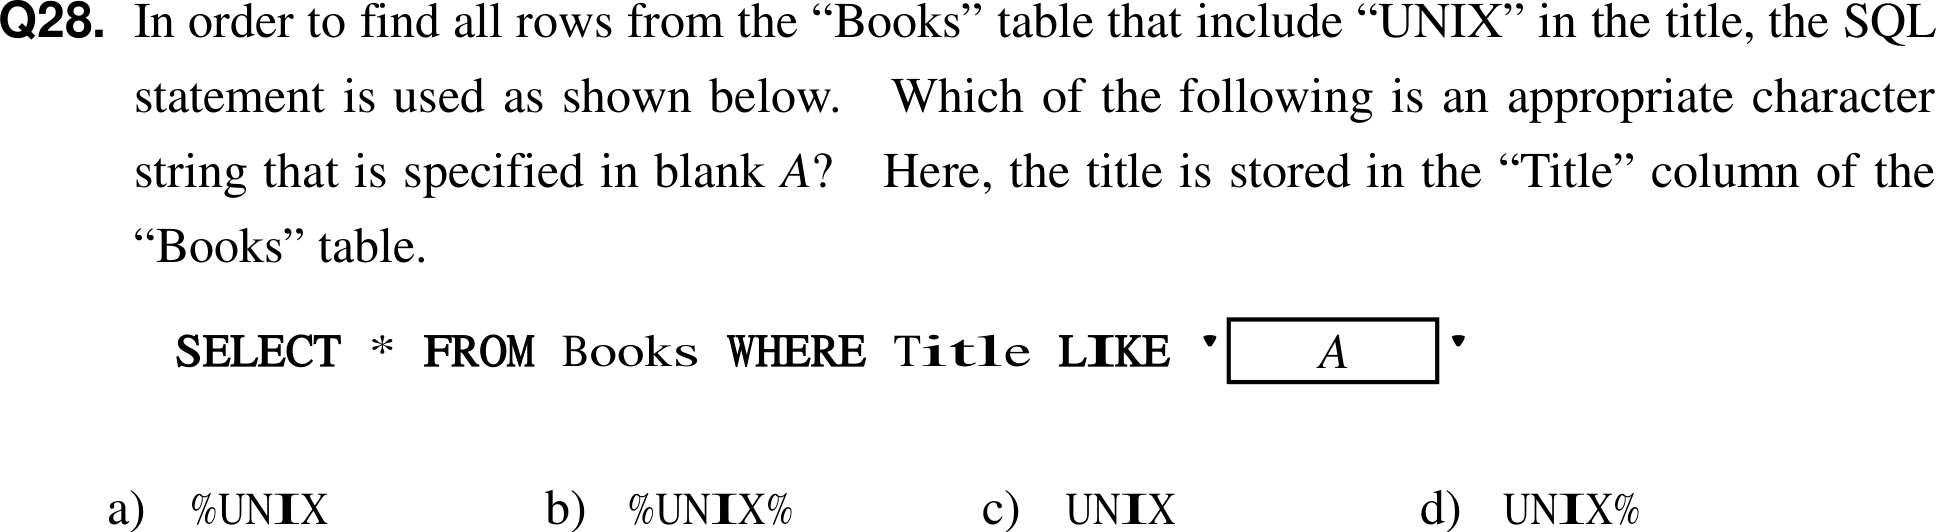 Q28. In order to find all rows from the “Books” table that include “UNIX” in the title, the SQL
statement is used as shown below. Which of the following is an appropriate character
string that is specified in blank A? Here, the title is stored in the “Title” column of the
“Books” table.
SELECT * FROM Books WHERE Title LIKE ' A '
a) %UNIX b) %UNIX% c) UNIX d) UNIX%